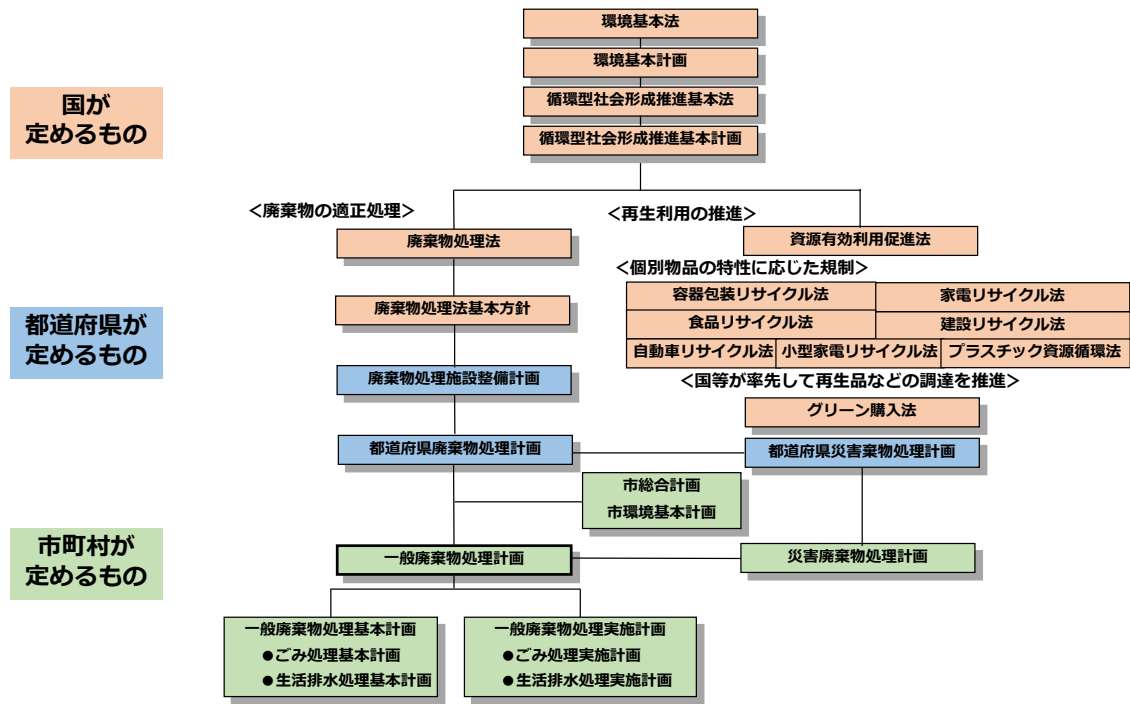 環境基本法
環境基本計画
循環型社会形成推進基本法
循環型社会形成推進基本計画
国が
定めるもの
<廃棄物の適正処理>
<再生利用の推進>
廃棄物処理法
資源有効利用促進法
<個別物品の特性に応じた規制>
容器包装リサイクル法
家電リサイクル法
食品リサイクル法
建設リサイクル法
自動車リサイクル法
小型家電リサイクル法
プラスチック資源循環法
廃棄物処理法基本方針
都道府県が
定めるもの
廃棄物処理施設整備計画
<国等が率先して再生品などの調達を推進>
グリーン購入法
都道府県廃棄物処理計画
都道府県災害棄物処理計画
市総合計画
市環境基本計画
市町村が
定めるもの
一般廃棄物処理計画
災害廃棄物処理計画
一般廃棄物処理基本計画
●ごみ処理基本計画
●生活排水処理基本計画
一般廃棄物処理実施計画
●ごみ処理実施計画
●生活排水処理実施計画